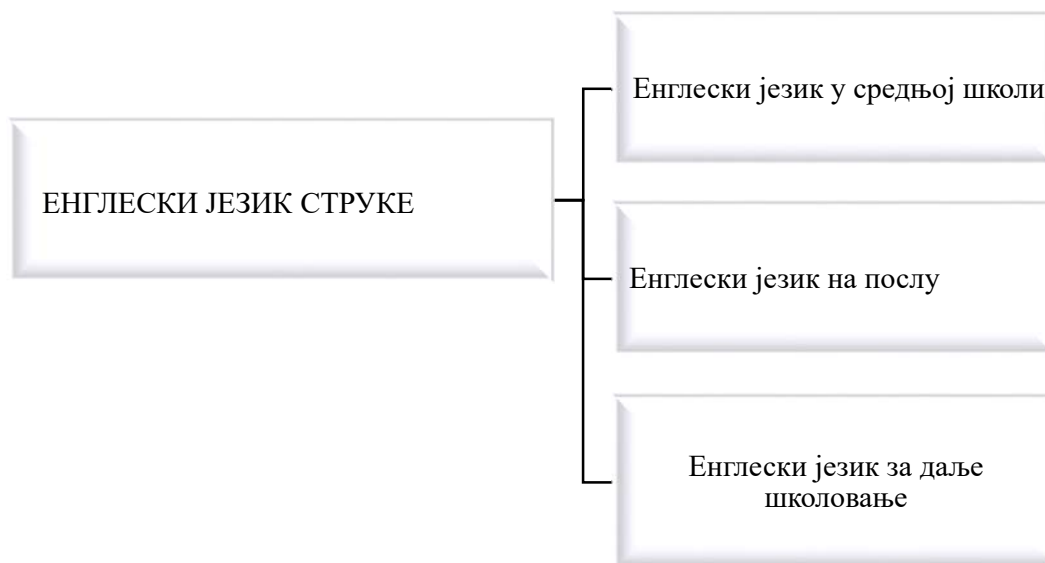 ЕНГЛЕСКИ ЈЕЗИК СТРУКЕ
Енглески језик у средњој школи
Енглески језик на послу
Енглески језик за даље
школовање